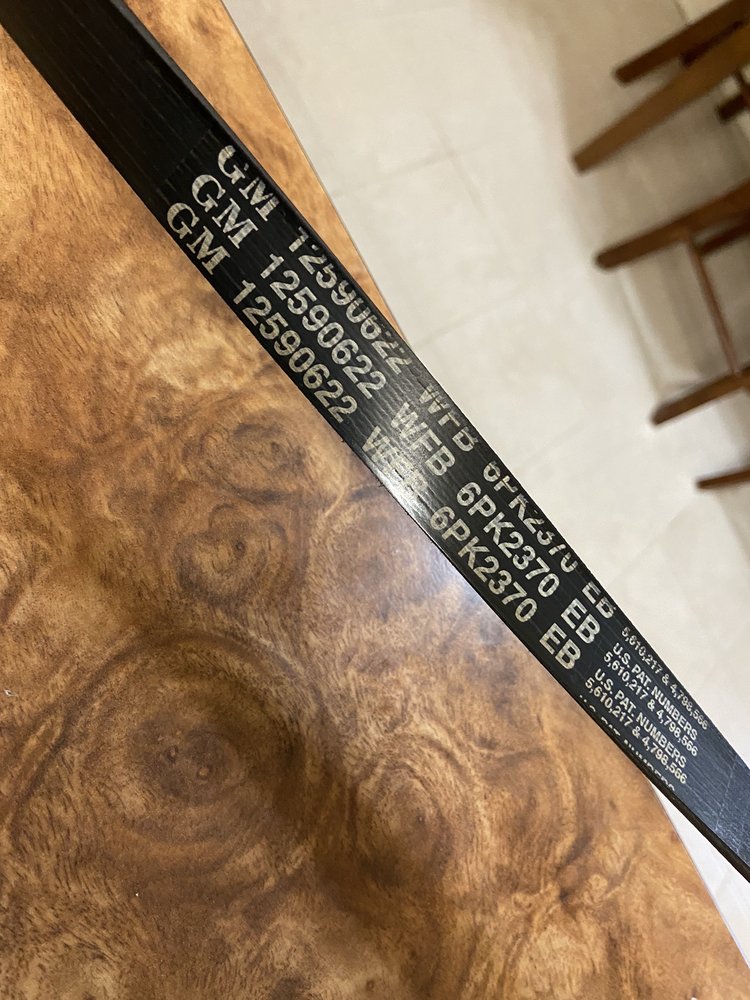 GM 12590622 WFB 6PK2370 EB
GM 12590622 WFB 6PK2370 EB
GM 12590622 6PK2370 EB
5,610,217 & 4,798,566
U.S. PAT NUMBERS
5,610,217 & 4,798,566
U.S. PAT NUMBERS
5,610,217 & 4,798,566